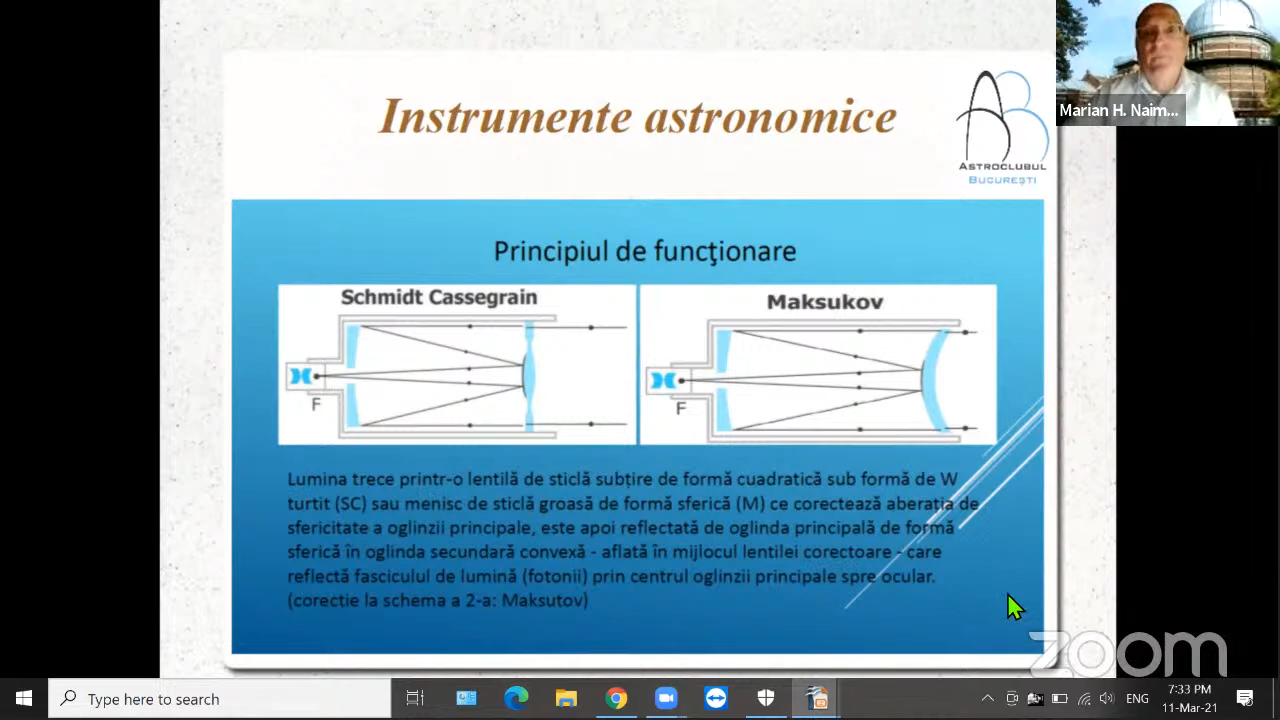 Instrumente astronomice
ASTROCLUBUL
BUCUREȘTI
Marian H. Naim...
Principiul de funcţionare
Schmidt Cassegrain
F
Maksukov
F
Lumina trece printr-o lentilă de sticlă subțire de formă cuadratică sub formă de W
turtit (SC) sau menisc de sticlă groasă de formă sferică (M) ce corectează aberația de
sfericitate a oglinzii principale, este apoi reflectată de oglinda principală de formă
sferică în oglinda secundară convexă - aflată în mijlocul lentilei corectoare - care
reflectă fasciculul de lumină (fotonii) prin centrul oglinzii principale spre ocular.
(corecție la schema a 2-a: Maksutov)
zoom
Type here to search
ENG
7:33 PM
11-Mar-21